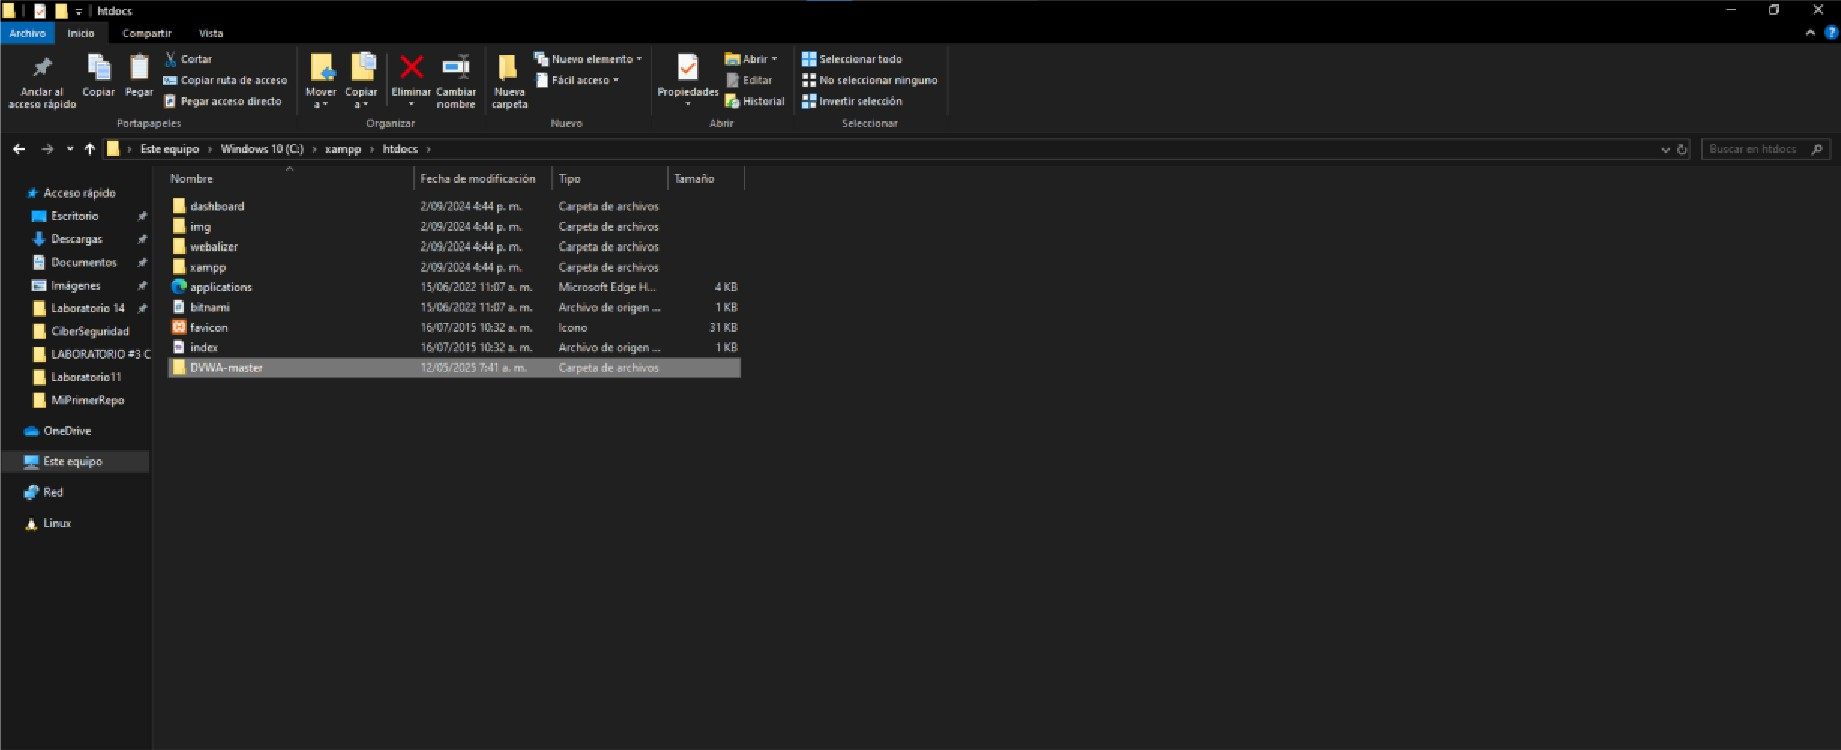 htdocs
Archivo Inicio Compartir Vista
Anclar al acceso rápido
Copiar
Pegar
Cortar
Copiar ruta de acceso
Pegar acceso directo
Portapapeles
Mover a
Copiar a
Eliminar
Cambiar nombre
Organizar
Nueva carpeta
Nuevo elemento
Fácil acceso
Nuevo
Propiedades
Abrir
Editar
Historial
Abrir
Seleccionar todo
No seleccionar ninguno
Invertir selección
Seleccionar
Este equipo > Windows 10 (C:) > xampp > htdocs >
Buscar en htdocs
Acceso rápido
Escritorio
Descargas
Documentos
Imágenes
Laboratorio 14
CiberSeguridad
LABORATORIO #3 C
Laboratorio11
MiPrimerRepo
OneDrive
Este equipo
Red
Linux
Nombre Fecha de modificación Tipo Tamaño
dashboard 2/09/2024 4:44 p. m. Carpeta de archivos
img 2/09/2024 4:44 p. m. Carpeta de archivos
webalizer 2/09/2024 4:44 p. m. Carpeta de archivos
xampp 2/09/2024 4:44 p. m. Carpeta de archivos
applications 15/06/2022 11:07 a. m. Microsoft Edge H... 4 KB
bitnami 15/06/2022 11:07 a. m. Archivo de origen ... 1 KB
favicon 16/07/2015 10:32 a. m. Icono 31 KB
index 16/07/2015 10:32 a. m. Archivo de origen ... 1 KB
DVWA-master 12/05/2025 7:41 a. m. Carpeta de archivos